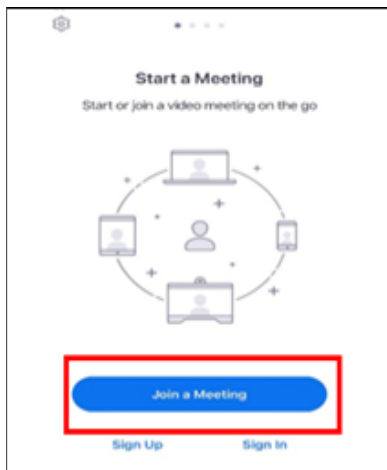 Start a Meeting
Start or join a video meeting on the go
Join a Meeting
Sign Up
Sign In